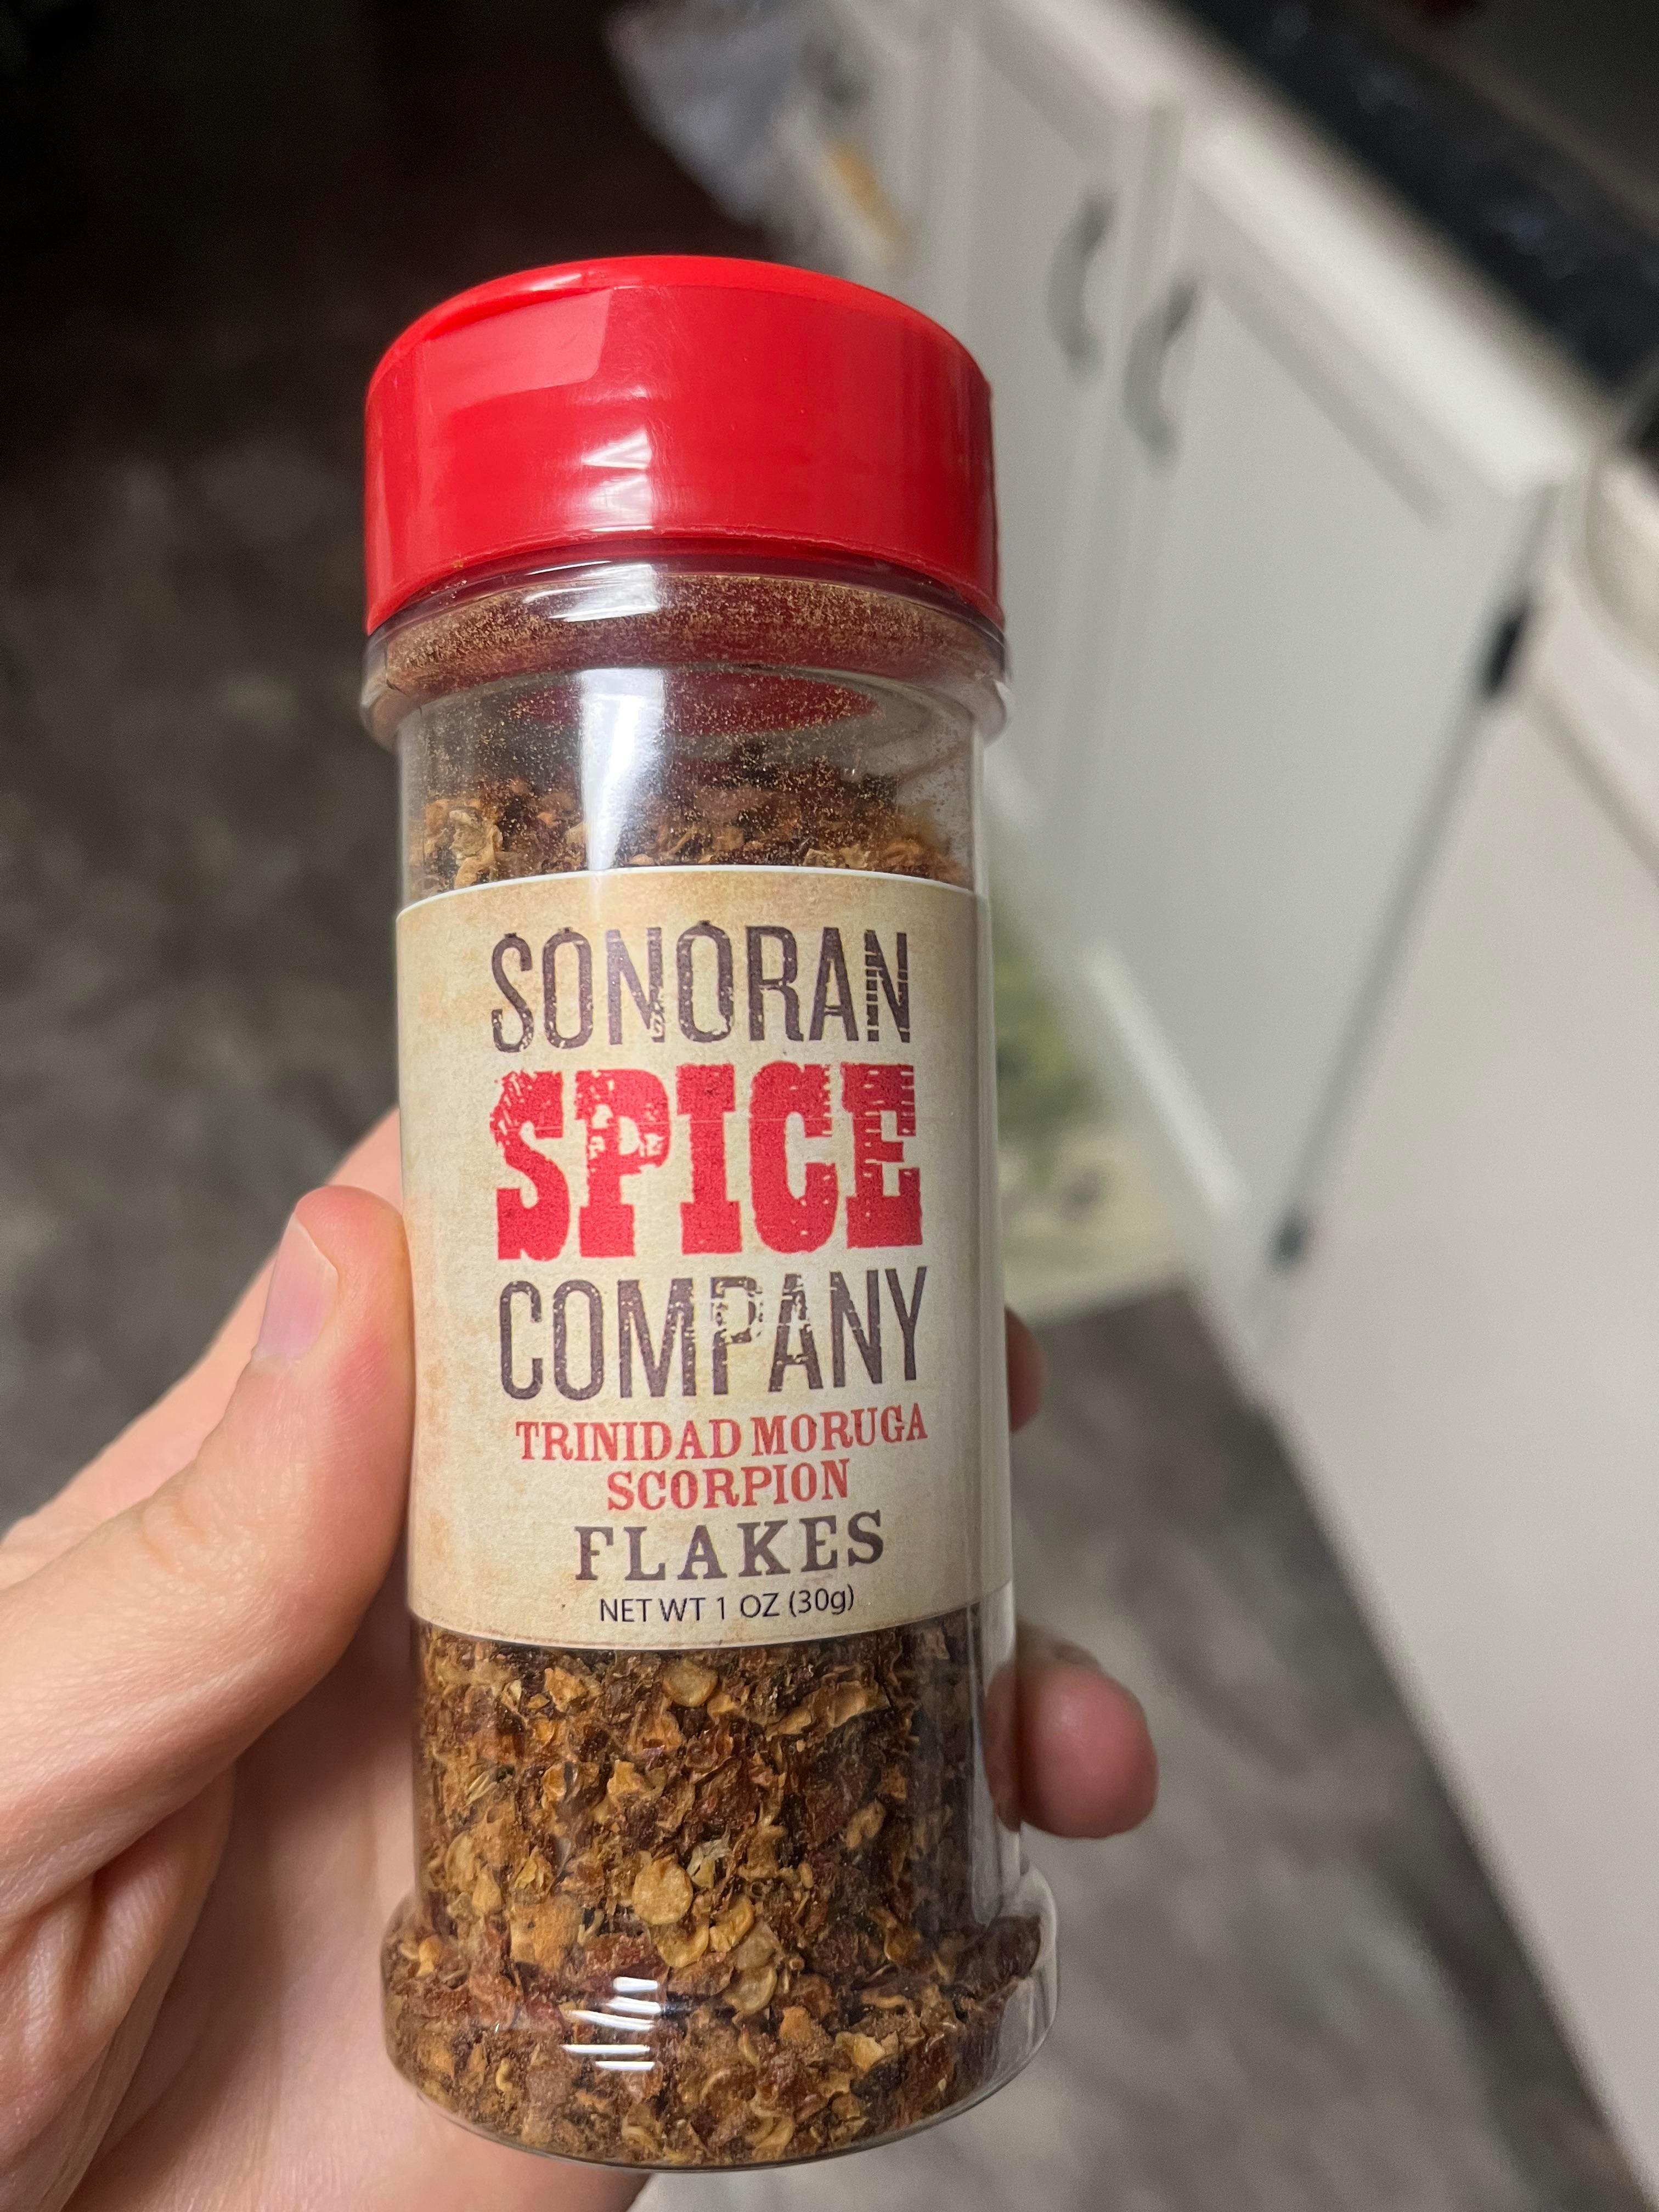 SONORAN
SPICE
COMPANY
TRINIDAD MORUGA
SCORPION
FLAKES
NET WT 1 OZ (30g)